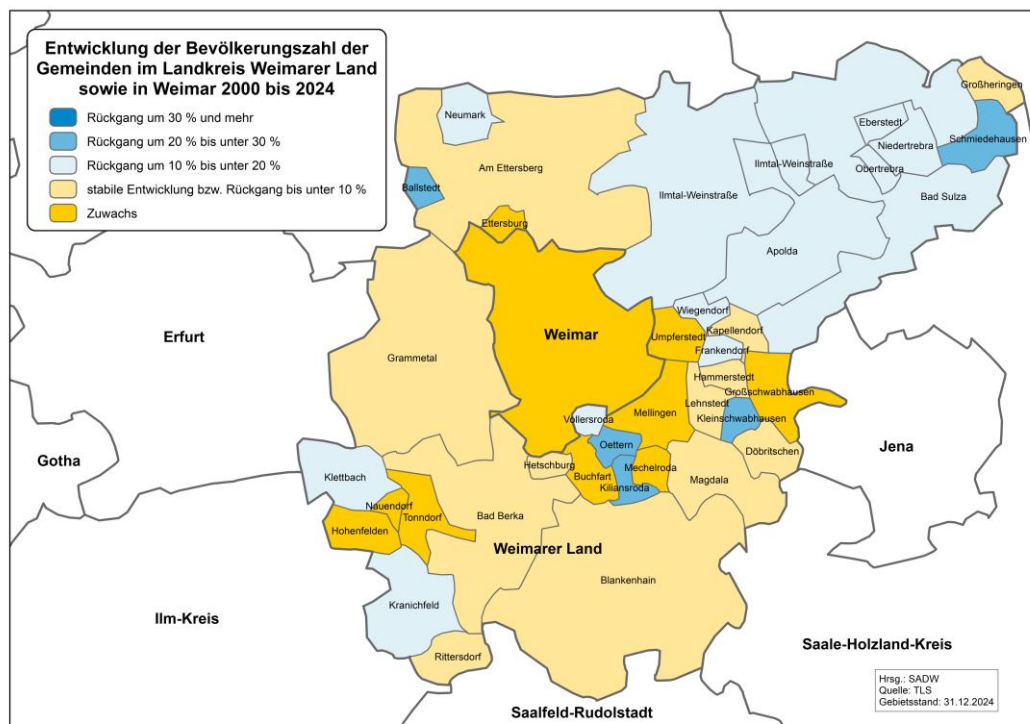 Entwicklung der Bevölkerungszahl der
Gemeinden im Landkreis Weimarer Land
sowie in Weimar 2000 bis 2024
Rückgang um 30 % und mehr
Rückgang um 20 % bis unter 30 %
Rückgang um 10 % bis unter 20 %
stabile Entwicklung bzw. Rückgang bis unter 10 %
Zuwachs
Großheringen
Neumark
Eberstedt
Schmiedehausen
Niedertrebra
Ilmtal-Weinstraße
Am Ettersberg
Obertrebra
Ballstedt
Ilmtal-Weinstraße
Bad Sulza
Ettersburg
Apolda
Wiegendorf
Kapellendorf
Umpferstedt
Erfurt
Weimar
Frankendorf
Grammetal
Hammerstedt
Großschwabhausen
Lehnstedt
Mellingen
Kleinschwabhausen
Vollersroda
Oettern
Jena
Döbritschen
Gotha
Hetschburg
Mechelroda
Klettbach
Buchfart
Magdala
Kiliansroda
Nauendorf
Tonndorf
Bad Berka
Hohenfelden
Weimarer Land
Blankenhain
Kranichfeld
Ilm-Kreis
Saale-Holzland-Kreis
Rittersdorf
Hrsg.: SADW
Quelle: TLS
Gebietsstand: 31.12.2024
Saalfeld-Rudolstadt